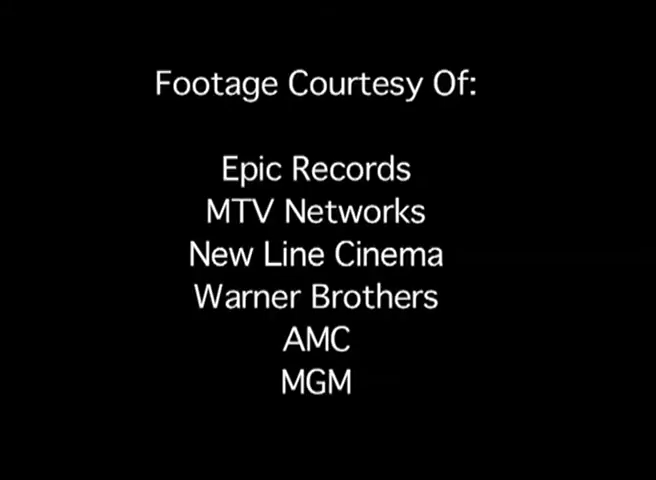 Footage Courtesy Of:
Epic Records
MTV Networks
New Line Cinema
Warner Brothers
AMC
MGM